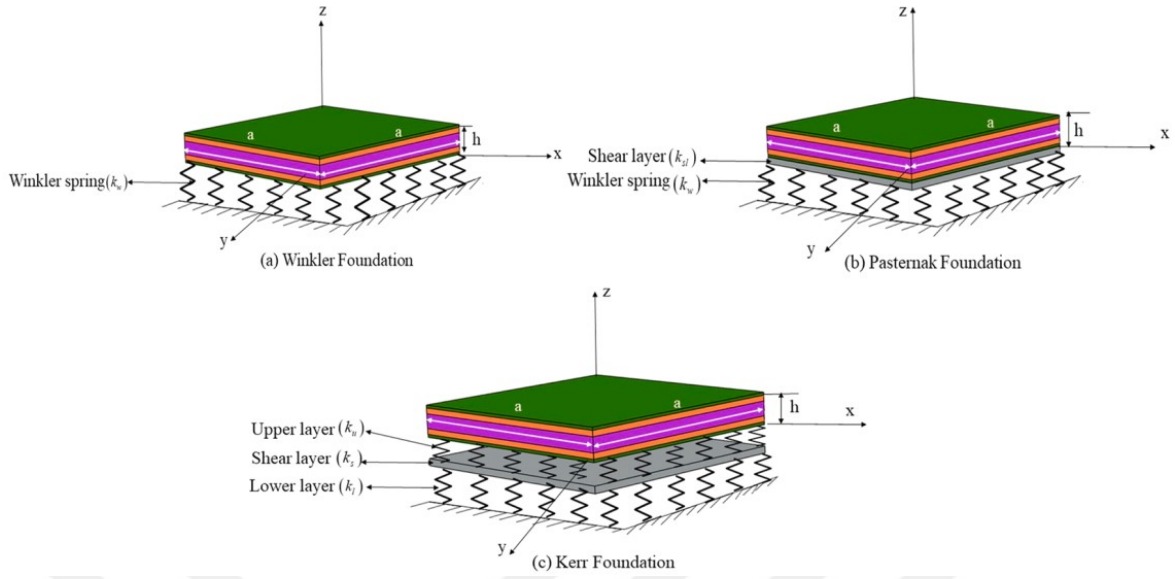 z
a a
h
x
Winkler spring(k_w)
y
(a) Winkler Foundation
z
a a
h
x
Shear layer(k_sl)
Winkler spring(k_w)
y
(b) Pasternak Foundation
z
a a
h
x
Upper layer(k_u)
Shear layer(k_s)
Lower layer(k_l)
y
(c) Kerr Foundation